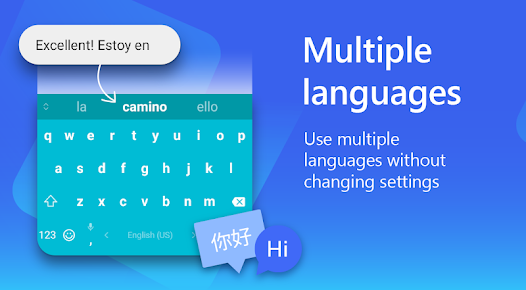 Excellent! Estoy en
la camino ello
q w e r t y u i o p
a s d f g h j k l
z x c v b n m
123 , English (US)
你好
Hi
Multiple
languages
Use multiple
languages without
changing settings